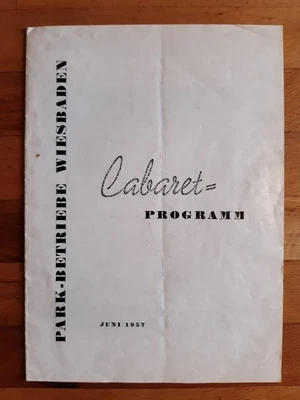 PARK-BETRIEBE WIESBADEN
Cabaret=
PROGRAMM
JUNI 1957